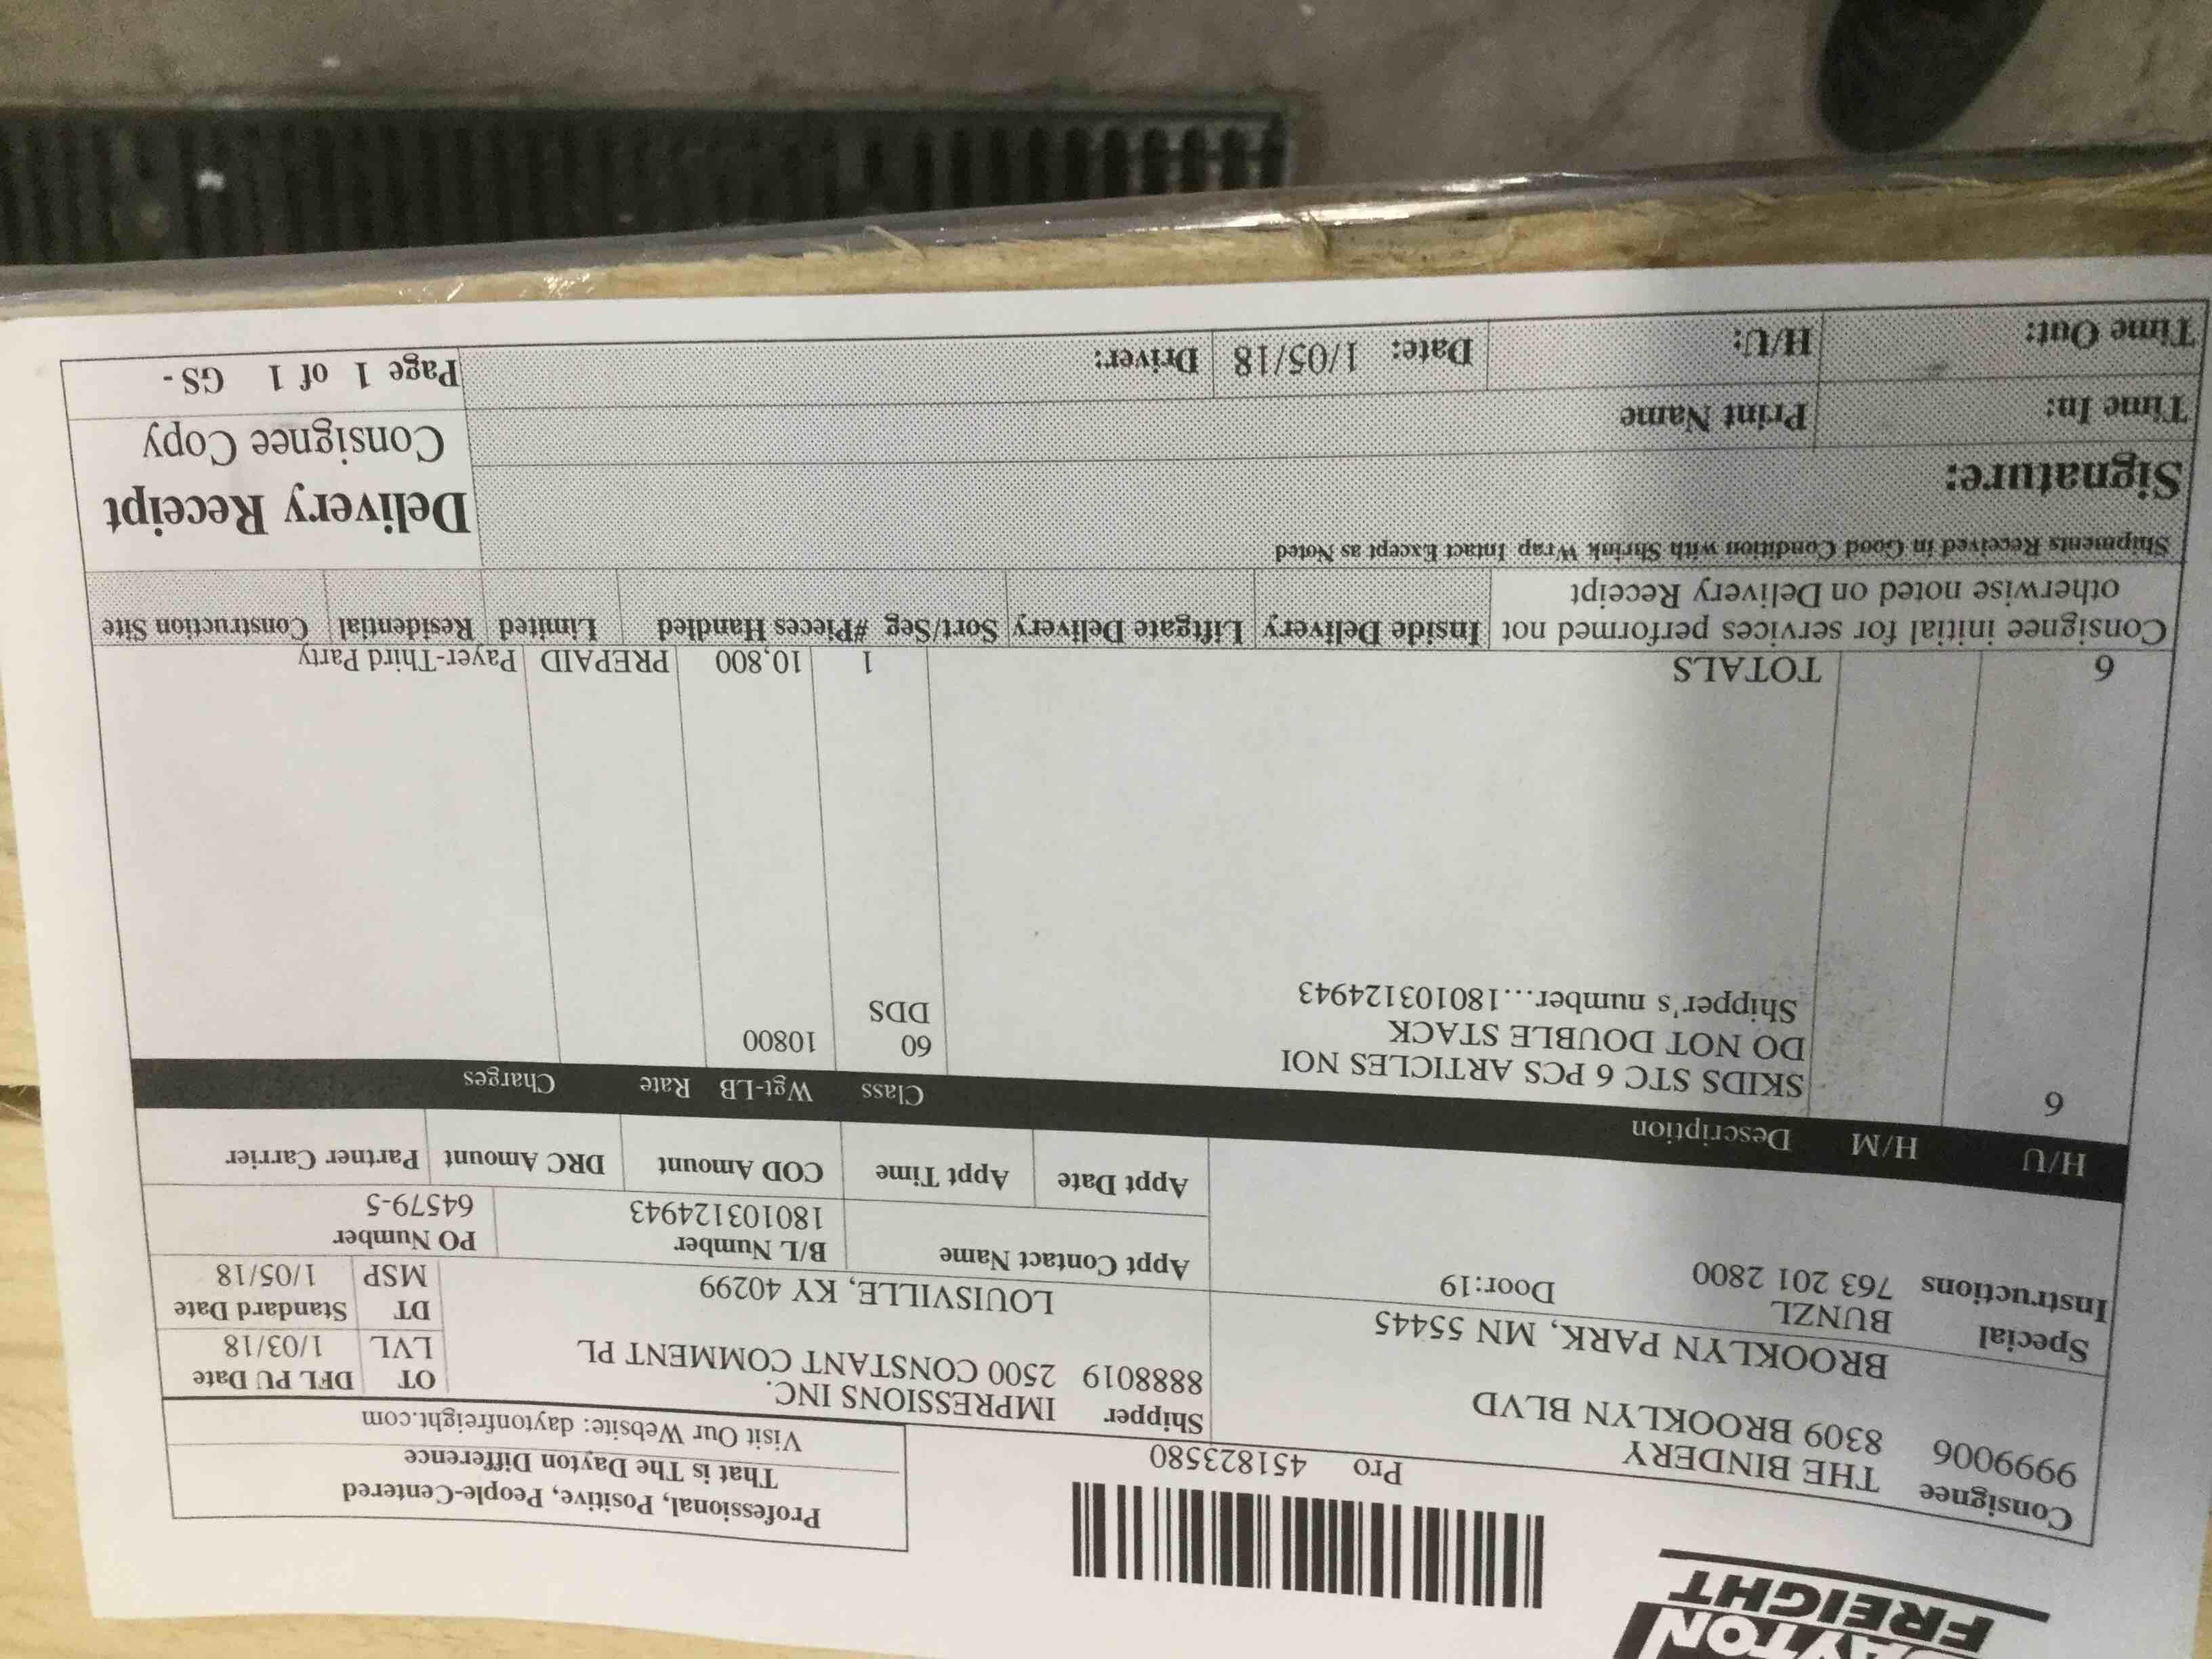 DAYTON
FREIGHT
Pro 451823580
Professional, Positive, People-Centered
That is The Dayton Difference
Visit Our Website: daytonfreight.com
Consignee THE BINDERY
9999006 8309 BROOKLYN BLVD
BROOKLYN PARK, MN 55445
Shipper IMPRESSIONS INC.
8888019 2500 CONSTANT COMMENT PL
LOUISVILLE, KY 40299
OT DFL PU Date
LVL 1/03/18
DT Standard Date
MSP 1/05/18
Special BUNZL
Instructions 763 201 2800 Door:19
Appt Contact Name
B/L Number
180103124943
PO Number
64579-5
Appt Date Appt Time COD Amount DRC Amount Partner Carrier
H/U H/M Description Class Wgt-LB Rate Charges
6 SKIDS STC 6 PCS ARTICLES NOI 60 10800
DO NOT DOUBLE STACK DDS
Shipper's number...180103124943
6 TOTALS 1 10,800 PREPAID Payer-Third Party
Consignee initial for services performed not
otherwise noted on Delivery Receipt
Inside Delivery Liftgate Delivery Sort/Seg #Pieces Handled Limited Residential Construction Site
Shipments Received in Good Condition with Shrink Wrap Intact Except as Noted
Signature:
Delivery Receipt
Consignee Copy
Time In: Print Name
Time Out: H/U: Date: 1/05/18 Driver:
Page 1 of 1 GS -